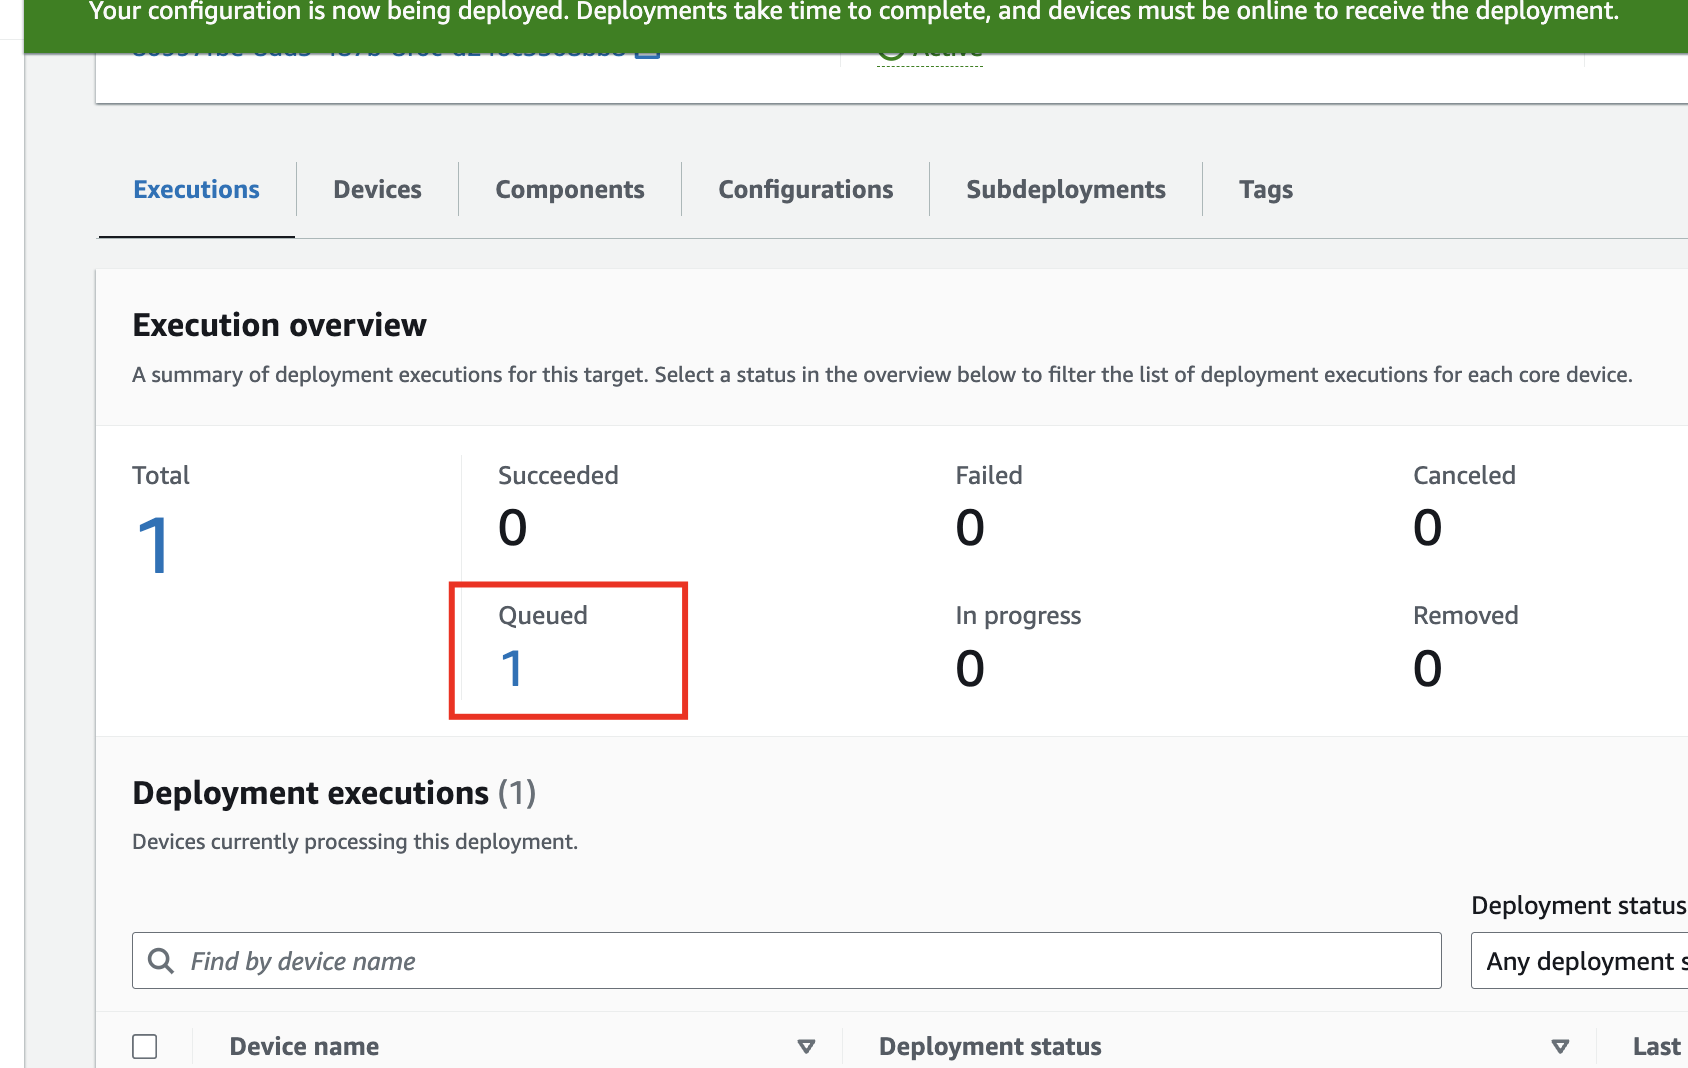 Your configuration is now being deployed. Deployments take time to complete, and devices must be online to receive the deployment.
Active
Executions
Devices
Components
Configurations
Subdeployments
Tags
Execution overview
A summary of deployment executions for this target. Select a status in the overview below to filter the list of deployment executions for each core device.
Total
1
Succeeded
0
Failed
0
Canceled
0
Queued
1
In progress
0
Removed
0
Deployment executions (1)
Devices currently processing this deployment.
Deployment status
Find by device name
Any deployment s
Device name
Deployment status
Last